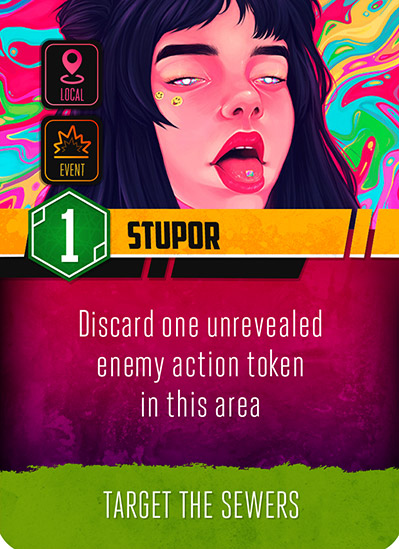 LOCAL
EVENT
1 STUPOR
Discard one unrevealed
enemy action token
in this area
TARGET THE SEWERS